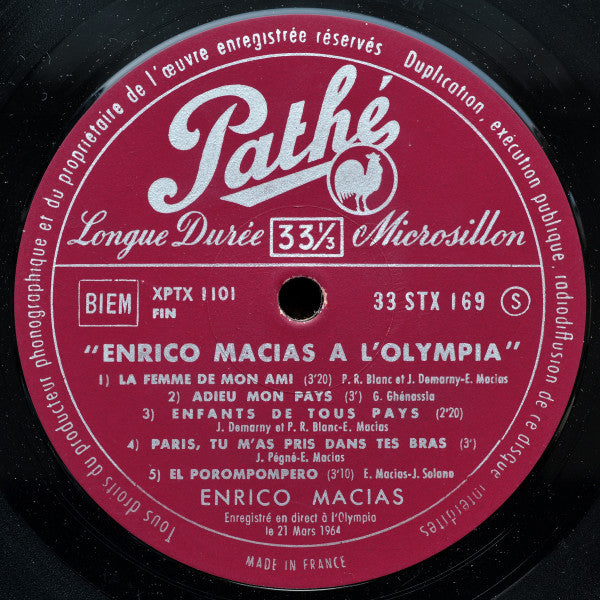 Tous droits du producteur phonographique et du propriétaire de l'œuvre enregistrée réservés
Duplication, exécution publique, radiodiffusion de ce disque interdites
Pathé
Longue Durée 33⅓ Microsillon
BIEM XPTX 1101 33 STX 169 S
FIN
"ENRICO MACIAS A L'OLYMPIA"
1) LA FEMME DE MON AMI (3'20) P. R. Blanc et J. Demarny-E. Macias
2) ADIEU MON PAYS (3') G. Ghénassia
3) ENFANTS DE TOUS PAYS (2'20)
J. Demarny et P. R. Blanc-E. Macias
4) PARIS, TU M'AS PRIS DANS TES BRAS (3')
J. Pégné-E. Macias
5) EL POROMPOMPERO (3'10) E. Macias-J. Solano
ENRICO MACIAS
Enregistré en direct à l'Olympia
le 21 Mars 1964
MADE IN FRANCE